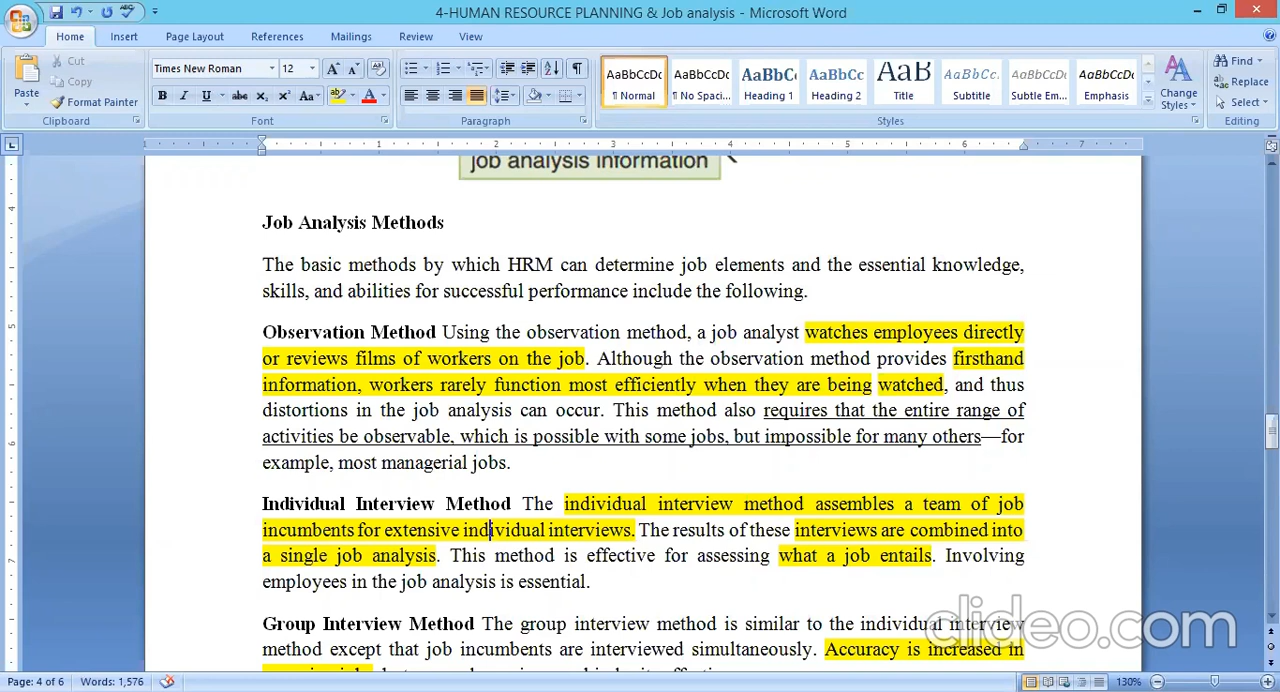 4-HUMAN RESOURCE PLANNING & Job analysis - Microsoft Word
Home Insert Page Layout References Mailings Review View
Cut
Copy
Format Painter
Paste
Clipboard
Times New Roman 12
Font
Paragraph
AaBbCcDc AaBbCcDc AaBbC AaBbCc AaB AaBbCc. AaBbCcDc AaBbCcDc
¶ Normal ¶ No Spaci... Heading 1 Heading 2 Title Subtitle Subtle Em... Emphasis
Change Styles
Styles
Find
Replace
Select
Editing
job analysis information
Job Analysis Methods
The basic methods by which HRM can determine job elements and the essential knowledge,
skills, and abilities for successful performance include the following.
Observation Method Using the observation method, a job analyst watches employees directly
or reviews films of workers on the job. Although the observation method provides firsthand
information, workers rarely function most efficiently when they are being watched, and thus
distortions in the job analysis can occur. This method also requires that the entire range of
activities be observable, which is possible with some jobs, but impossible for many others—for
example, most managerial jobs.
Individual Interview Method The individual interview method assembles a team of job
incumbents for extensive individual interviews. The results of these interviews are combined into
a single job analysis. This method is effective for assessing what a job entails. Involving
employees in the job analysis is essential.
Group Interview Method The group interview method is similar to the individual interview
method except that job incumbents are interviewed simultaneously. Accuracy is increased in
clideo.com
Page: 4 of 6 Words: 1,576 130%